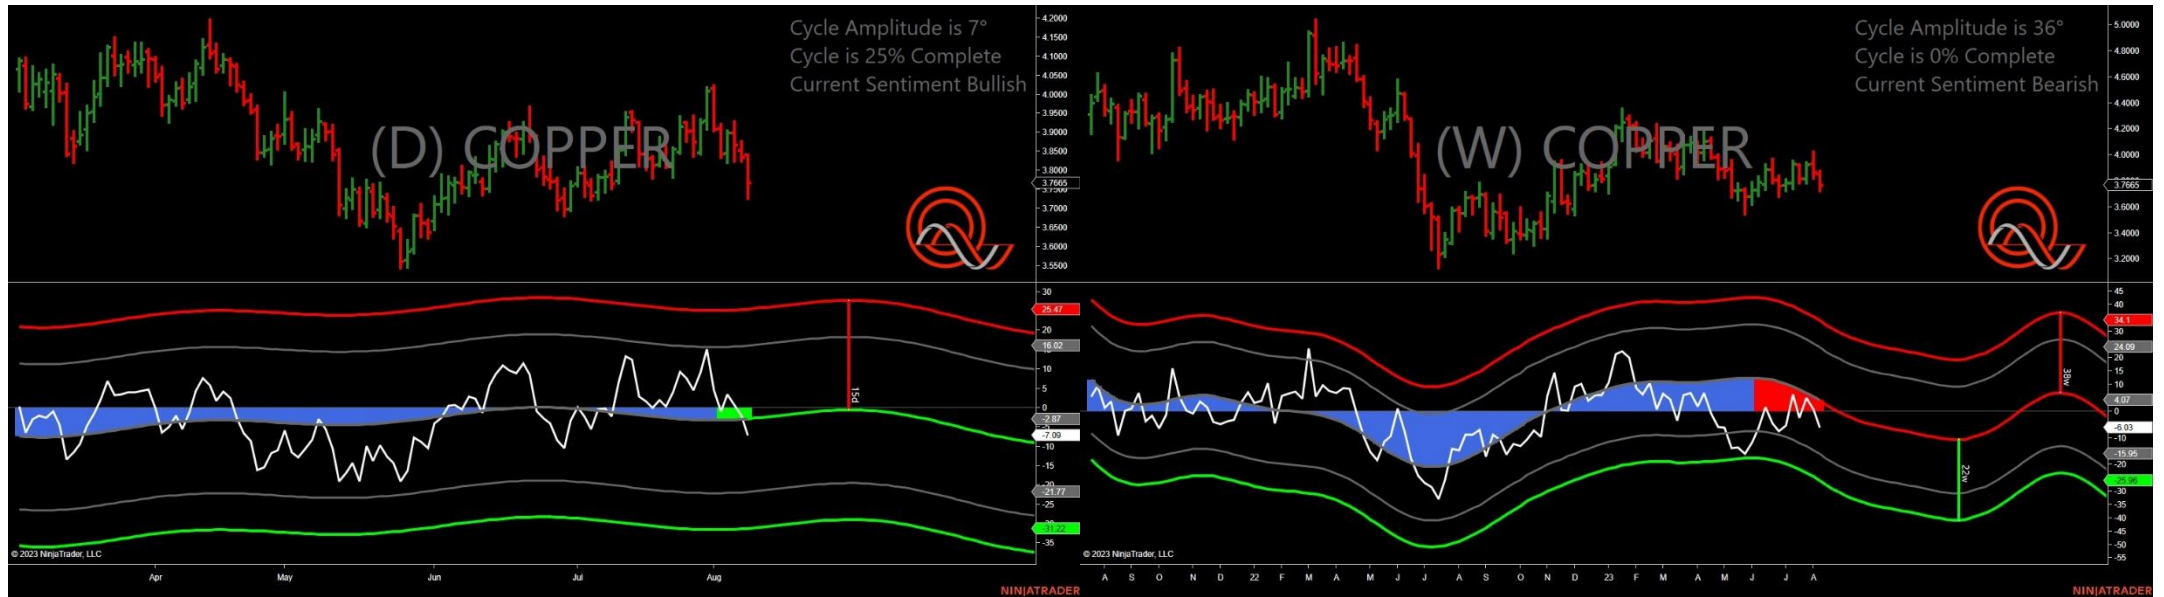 Cycle Amplitude is 7°
Cycle is 25% Complete
Current Sentiment Bullish
(D) COPPER
4.2000
4.1500
4.1000
4.0500
4.0000
3.9500
3.9000
3.8500
3.8000
3.7665
3.7500
3.7000
3.6500
3.6000
3.5500
30
25.47
20
16.02
10
5
0
-2.87
-7.09
-10
-15
-21.77
-31.22
-35
15d
© 2023 NinjaTrader, LLC
Apr
May
Jun
Jul
Aug
NINJATRADER
Cycle Amplitude is 36°
Cycle is 0% Complete
Current Sentiment Bearish
(W) COPPER
5.0000
4.8000
4.6000
4.4000
4.2000
4.0000
3.7665
3.6000
3.4000
3.2000
45
40
34.1
30
24.09
20
15
10
4.07
0
-6.03
-10
-15.95
-20
-25.96
-30
-35
-40
-45
-50
-55
38w
22w
© 2023 NinjaTrader, LLC
A S O N D 22 F M A M J J A S O N D 23 F M A M J J A
NINJATRADER